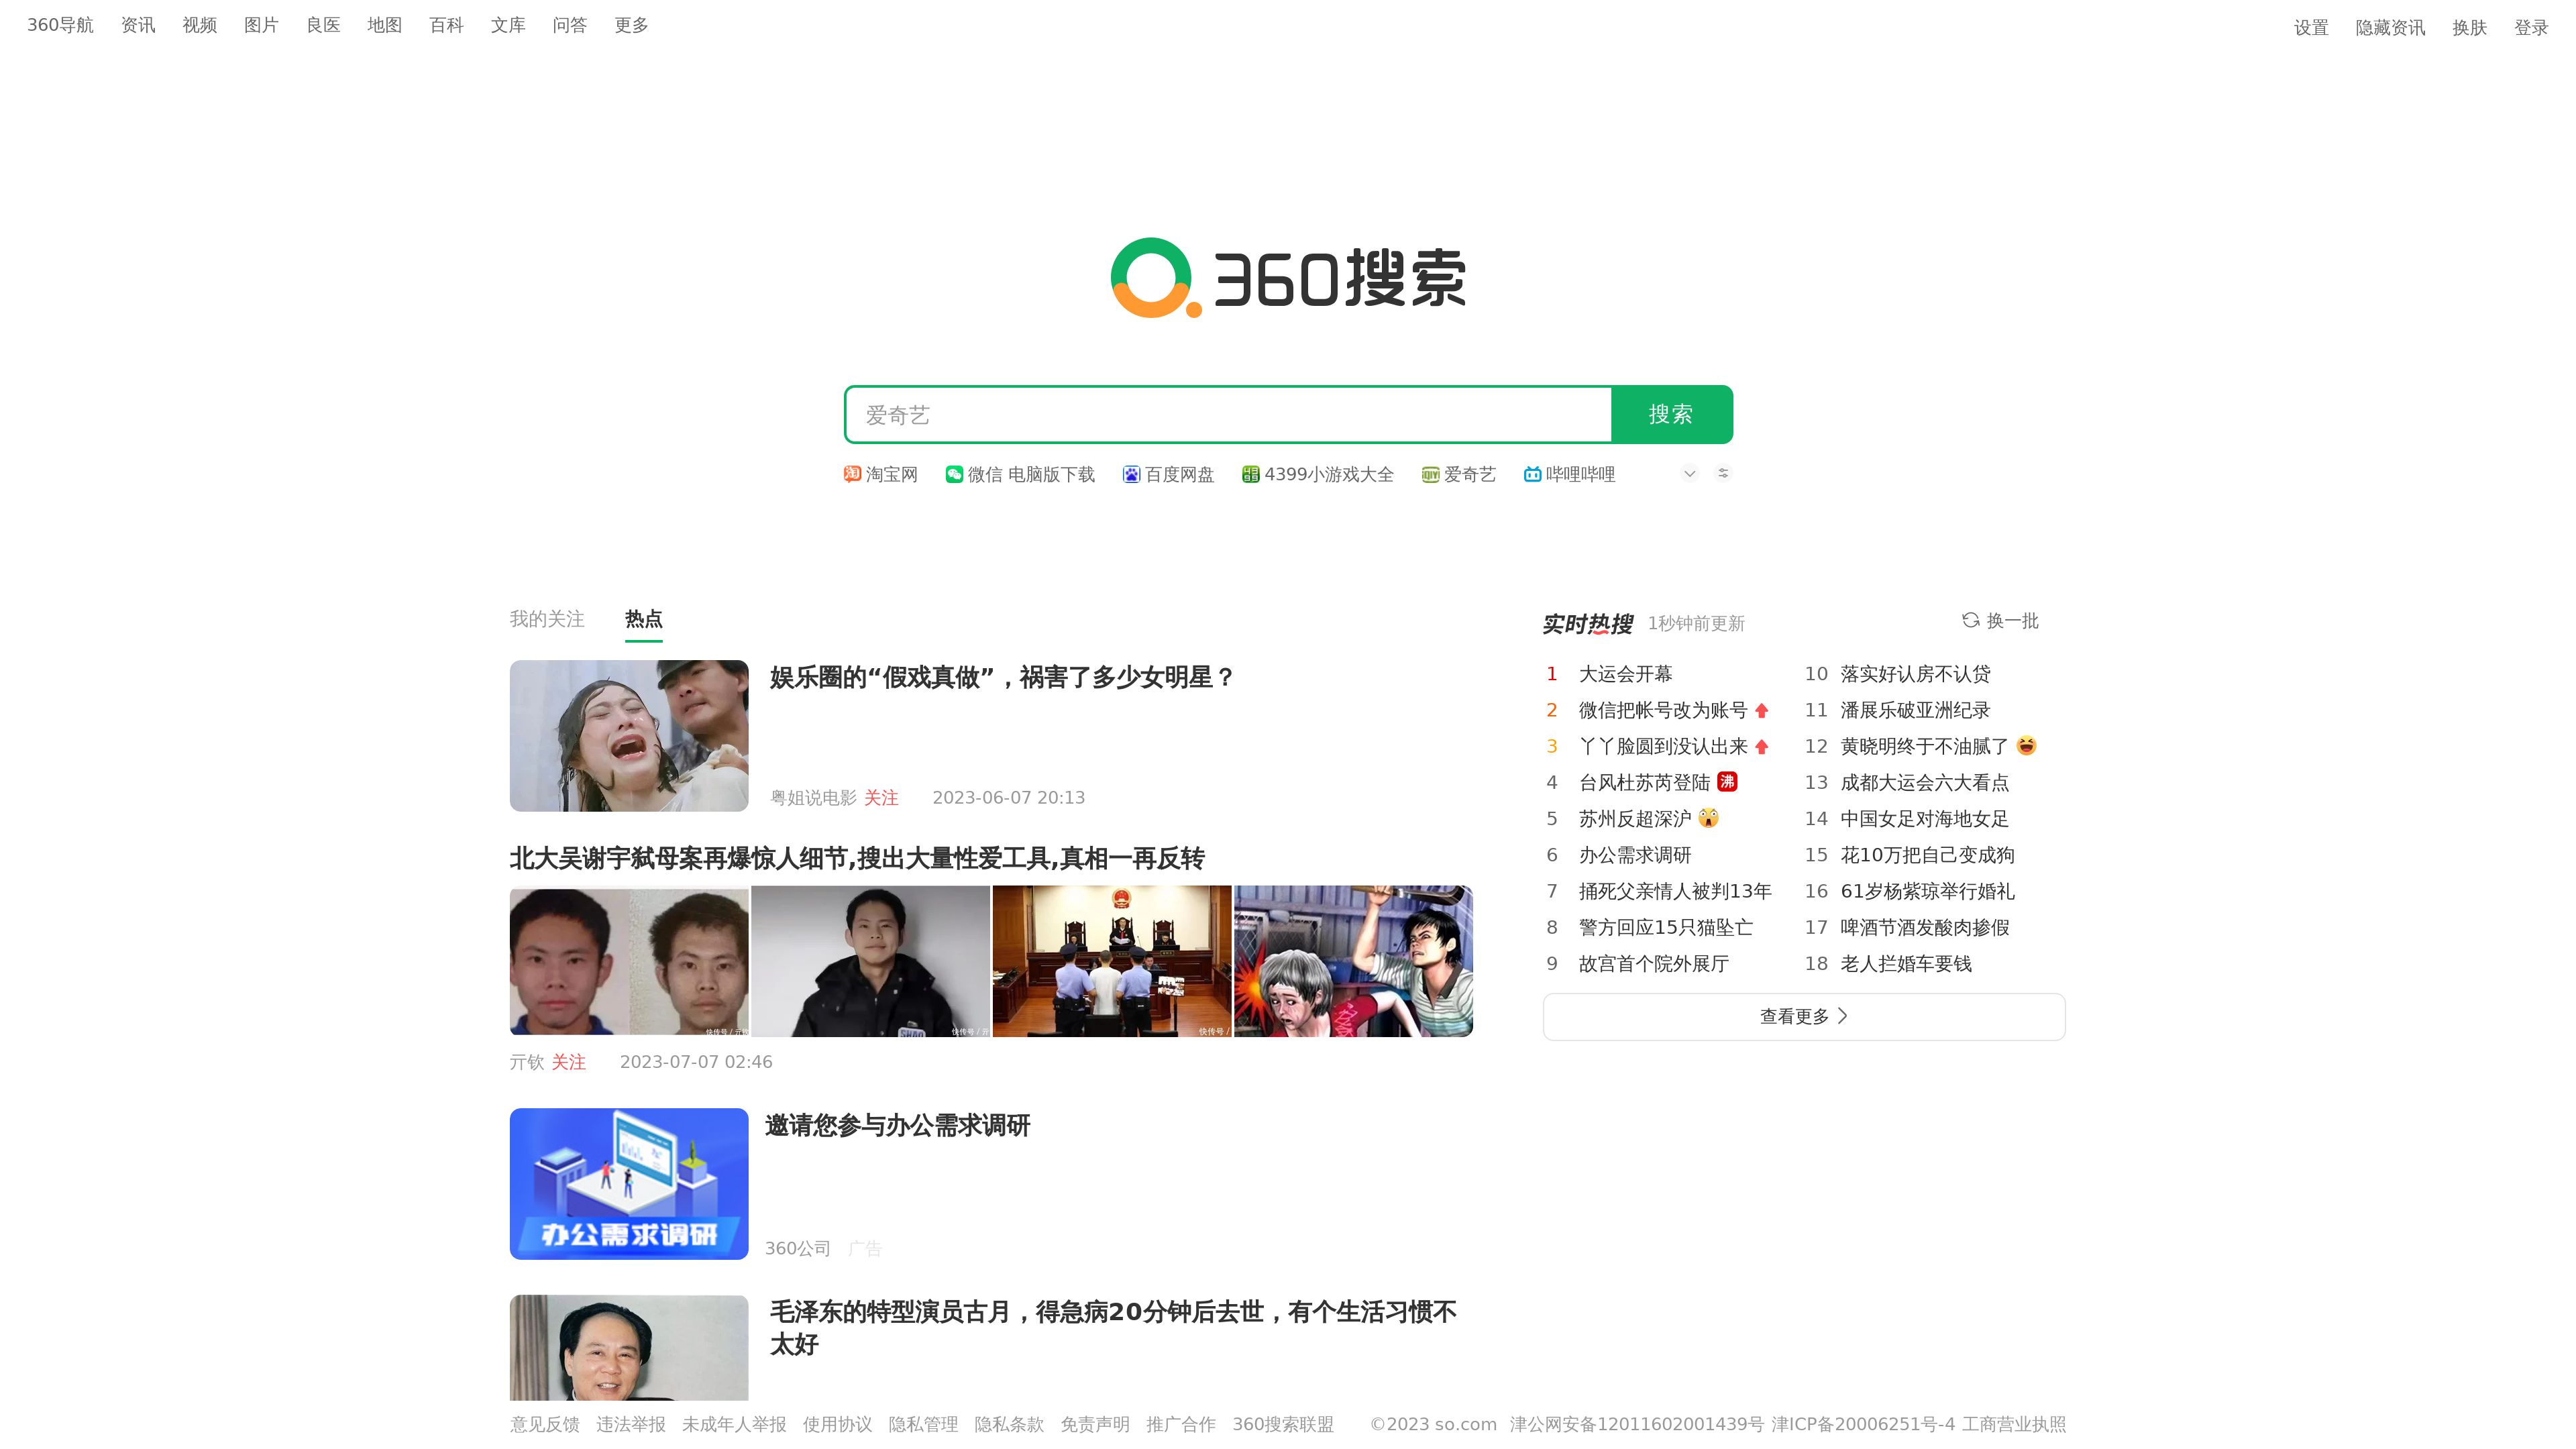 360导航 资讯 视频 图片 良医 地图 百科 文库 问答 更多
设置 隐藏资讯 换肤 登录
360搜索
爱奇艺 搜索
淘宝网 微信 电脑版下载 百度网盘 4399小游戏大全 爱奇艺 哔哩哔哩
我的关注 热点
娱乐圈的“假戏真做”，祸害了多少女明星？
粤姐说电影 关注 2023-06-07 20:13
北大吴谢宇弑母案再爆惊人细节,搜出大量性爱工具,真相一再反转
亓钦 关注 2023-07-07 02:46
邀请您参与办公需求调研
办公需求调研
360公司 广告
毛泽东的特型演员古月，得急病20分钟后去世，有个生活习惯不
太好
实时热搜 1秒钟前更新 换一批
1 大运会开幕
2 微信把帐号改为账号
3 丫丫脸圆到没认出来
4 台风杜苏芮登陆 沸
5 苏州反超深沪
6 办公需求调研
7 捅死父亲情人被判13年
8 警方回应15只猫坠亡
9 故宫首个院外展厅
10 落实好认房不认贷
11 潘展乐破亚洲纪录
12 黄晓明终于不油腻了
13 成都大运会六大看点
14 中国女足对海地女足
15 花10万把自己变成狗
16 61岁杨紫琼举行婚礼
17 啤酒节酒发酸肉掺假
18 老人拦婚车要钱
查看更多
意见反馈 违法举报 未成年人举报 使用协议 隐私管理 隐私条款 免责声明 推广合作 360搜索联盟 ©2023 so.com 津公网安备12011602001439号 津ICP备20006251号-4 工商营业执照